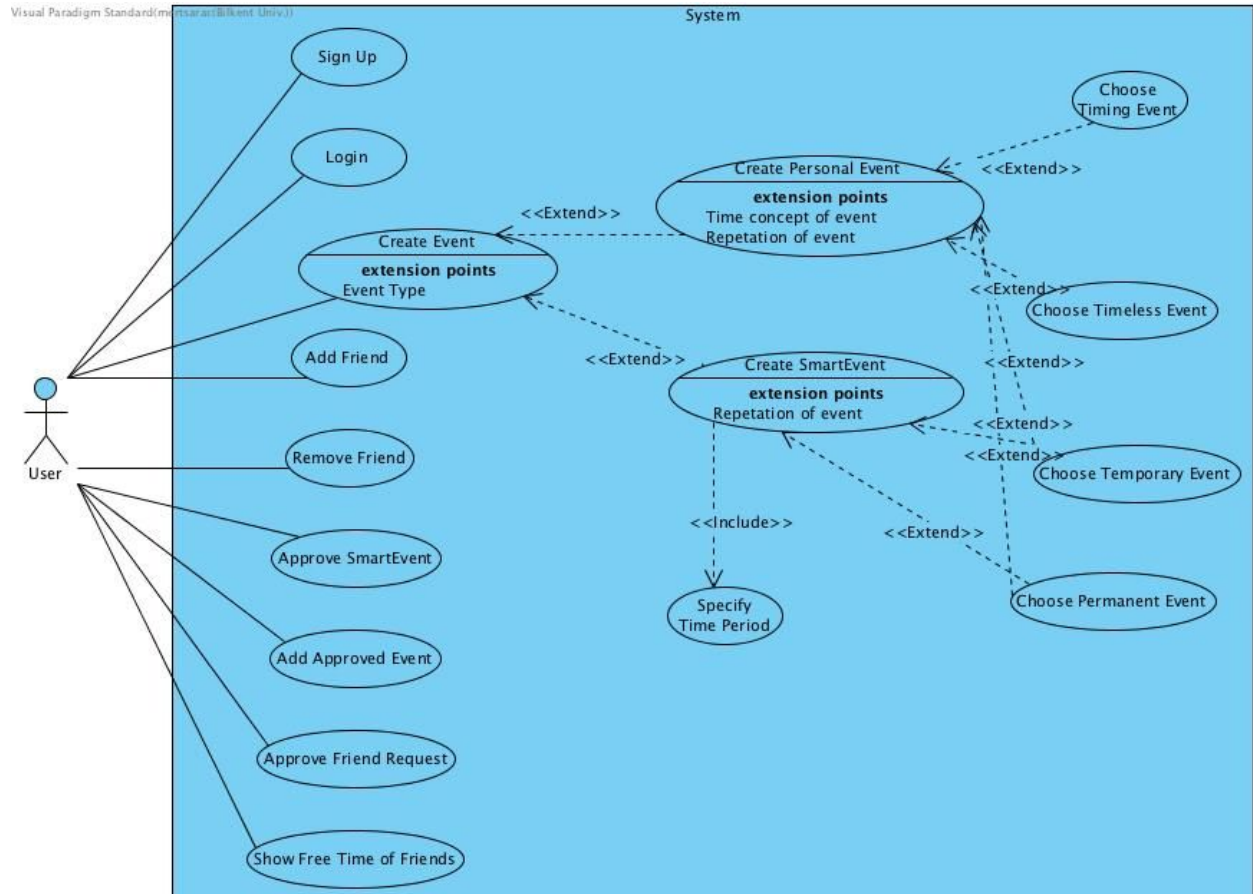 Visual Paradigm Standard(mertsarac(Bilkent Univ.))
System
Sign Up
Choose
Timing Event
Login
Create Personal Event
<<Extend>>
extension points
Time concept of event
Repetation of event
<<Extend>>
Create Event
extension points
Event Type
<<Extend>>
Choose Timeless Event
Add Friend
<<Extend>>
Create SmartEvent
extension points
Repetation of event
<<Extend>>
<<Extend>>
<<Extend>>
Choose Temporary Event
Remove Friend
User
<<Include>>
<<Extend>>
Approve SmartEvent
Specify
Time Period
Choose Permanent Event
Add Approved Event
Approve Friend Request
Show Free Time of Friends